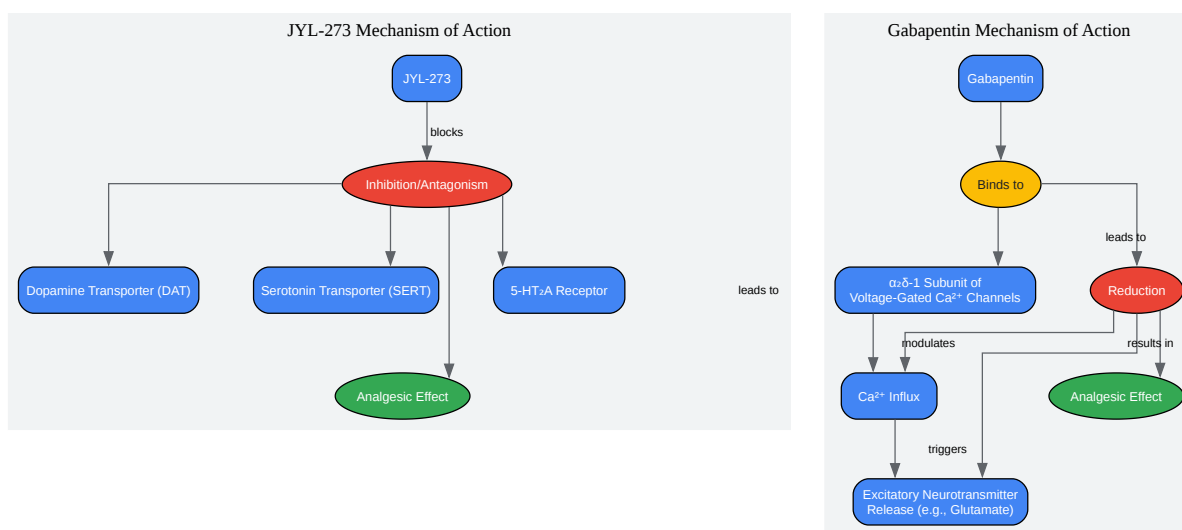 JYL-273 Mechanism of Action
JYL-273
blocks
Inhibition/Antagonism
Dopamine Transporter (DAT)
Serotonin Transporter (SERT)
5-HT₂A Receptor
leads to
Analgesic Effect
Gabapentin Mechanism of Action
Gabapentin
Binds to
leads to
α₂δ-1 Subunit of
Voltage-Gated Ca²⁺ Channels
Reduction
modulates
results in
Ca²⁺ Influx
Analgesic Effect
triggers
Excitatory Neurotransmitter
Release (e.g., Glutamate)